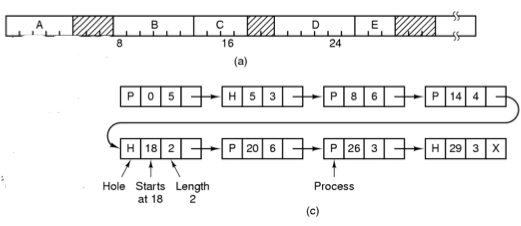 A B C D E
8 16 24
(a)
P 0 5 H 5 3 P 8 6 P 14 4
H 18 2 P 20 6 P 26 3 H 29 3 X
Hole Starts at 18 Length 2 Process
(c)